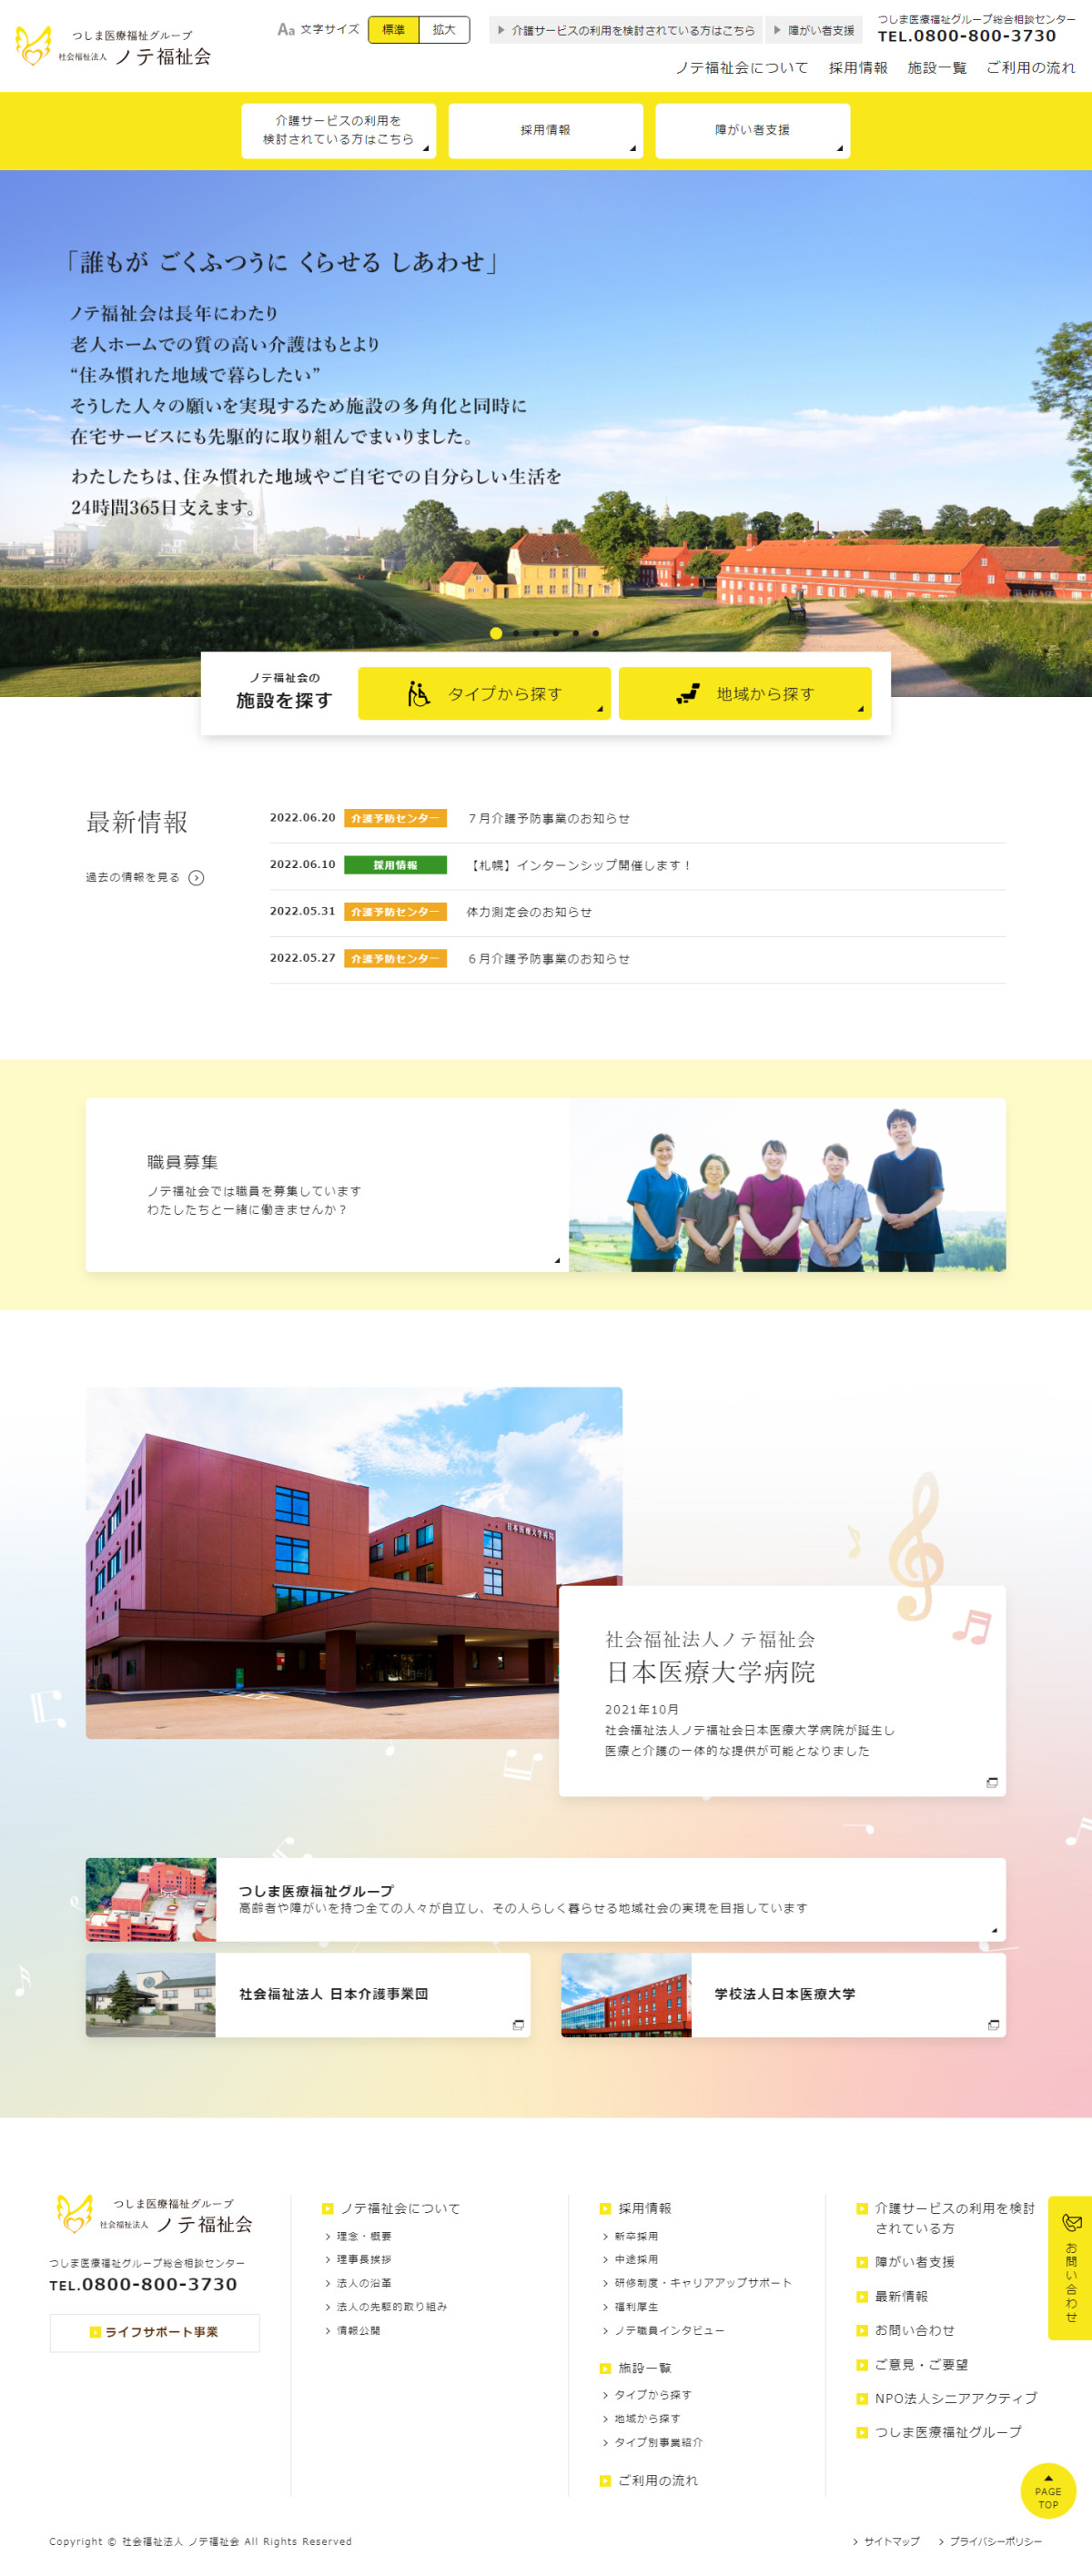 つしま医療福祉グループ
社会福祉法人 ノテ福祉会
Aa 文字サイズ 標準 拡大
介護サービスの利用を検討されている方はこちら
障がい者支援
つしま医療福祉グループ総合相談センター
TEL.0800-800-3730
ノテ福祉会について 採用情報 施設一覧 ご利用の流れ
介護サービスの利用を
検討されている方はこちら
採用情報
障がい者支援
「誰もが ごくふつうに くらせる しあわせ」
ノテ福祉会は長年にわたり
老人ホームでの質の高い介護はもとより
“住み慣れた地域で暮らしたい”
そうした人々の願いを実現するため施設の多角化と同時に
在宅サービスにも先駆的に取り組んでまいりました。
わたしたちは、住み慣れた地域やご自宅での自分らしい生活を
24時間365日支えます。
ノテ福祉会の
施設を探す
タイプから探す
地域から探す
最新情報
過去の情報を見る
2022.06.20 介護予防センター ７月介護予防事業のお知らせ
2022.06.10 採用情報 【札幌】インターンシップ開催します！
2022.05.31 介護予防センター 体力測定会のお知らせ
2022.05.27 介護予防センター ６月介護予防事業のお知らせ
職員募集
ノテ福祉会では職員を募集しています
わたしたちと一緒に働きませんか？
日本医療大学病院
社会福祉法人ノテ福祉会
日本医療大学病院
2021年10月
社会福祉法人ノテ福祉会日本医療大学病院が誕生し
医療と介護の一体的な提供が可能となりました
つしま医療福祉グループ
高齢者や障がいを持つ全ての人々が自立し、その人らしく暮らせる地域社会の実現を目指しています
社会福祉法人 日本介護事業団
学校法人日本医療大学
つしま医療福祉グループ
社会福祉法人 ノテ福祉会
つしま医療福祉グループ総合相談センター
TEL.0800-800-3730
ライフサポート事業
ノテ福祉会について
理念・概要
理事長挨拶
法人の沿革
法人の先駆的取り組み
情報公開
採用情報
新卒採用
中途採用
研修制度・キャリアアップサポート
福利厚生
ノテ職員インタビュー
施設一覧
タイプから探す
地域から探す
タイプ別事業紹介
ご利用の流れ
介護サービスの利用を検討
されている方
障がい者支援
最新情報
お問い合わせ
ご意見・ご要望
NPO法人シニアアクティブ
つしま医療福祉グループ
お問い合わせ
PAGE
TOP
Copyright © 社会福祉法人 ノテ福祉会 All Rights Reserved
サイトマップ
プライバシーポリシー